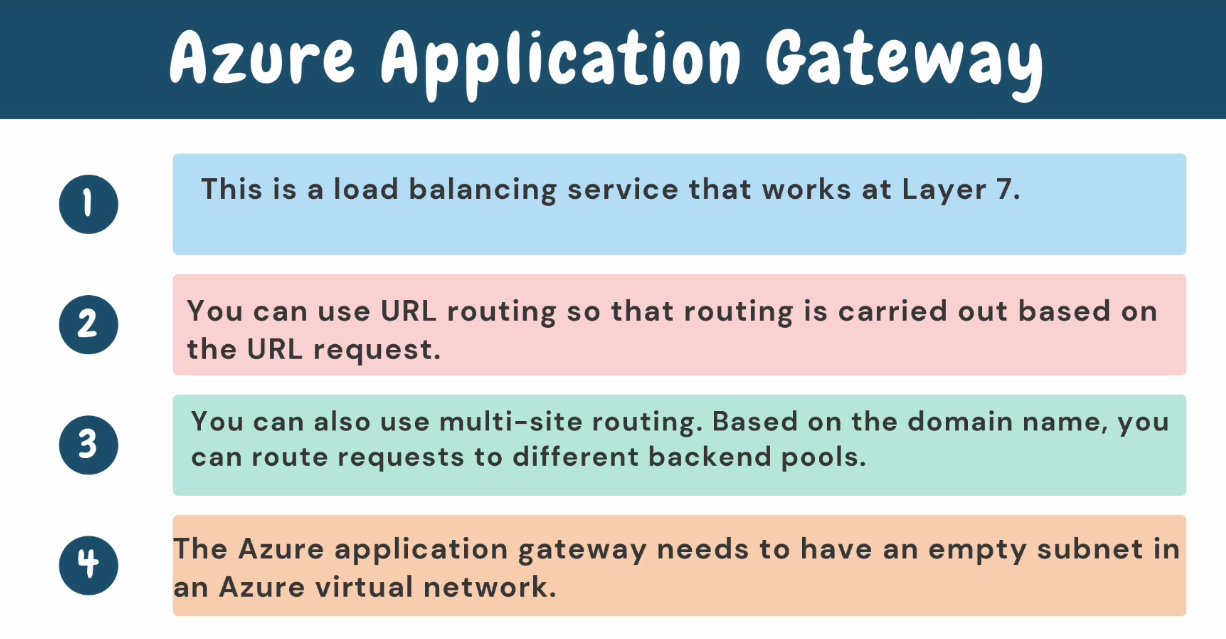 Azure Application Gateway
1
This is a load balancing service that works at Layer 7.
2
You can use URL routing so that routing is carried out based on
the URL request.
3
You can also use multi-site routing. Based on the domain name, you
can route requests to different backend pools.
4
The Azure application gateway needs to have an empty subnet in
an Azure virtual network.